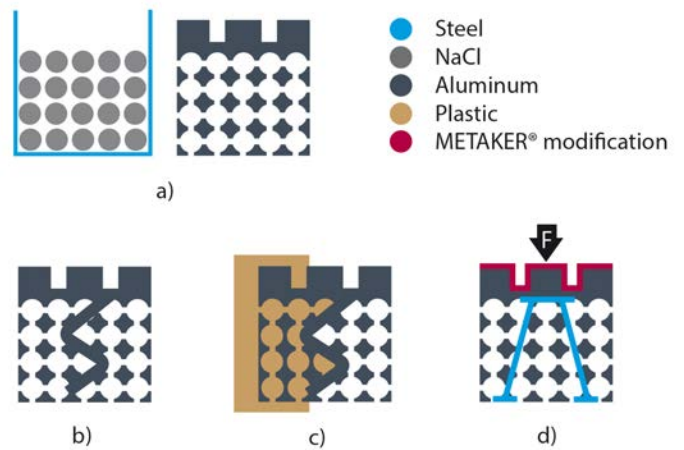 Steel
NaCl
Aluminum
Plastic
METAKER® modification
a)
F
b)
c)
d)